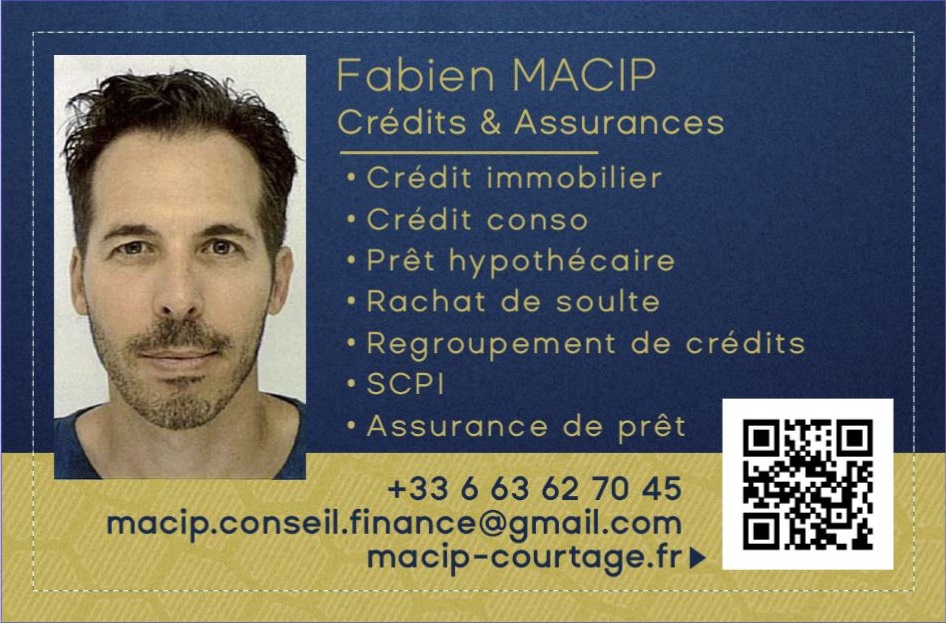 Fabien MACIP
Crédits & Assurances
• Crédit immobilier
• Crédit conso
• Prêt hypothécaire
• Rachat de soulte
• Regroupement de crédits
• SCPI
• Assurance de prêt
+33 6 63 62 70 45
macip.conseil.finance@gmail.com
macip-courtage.fr